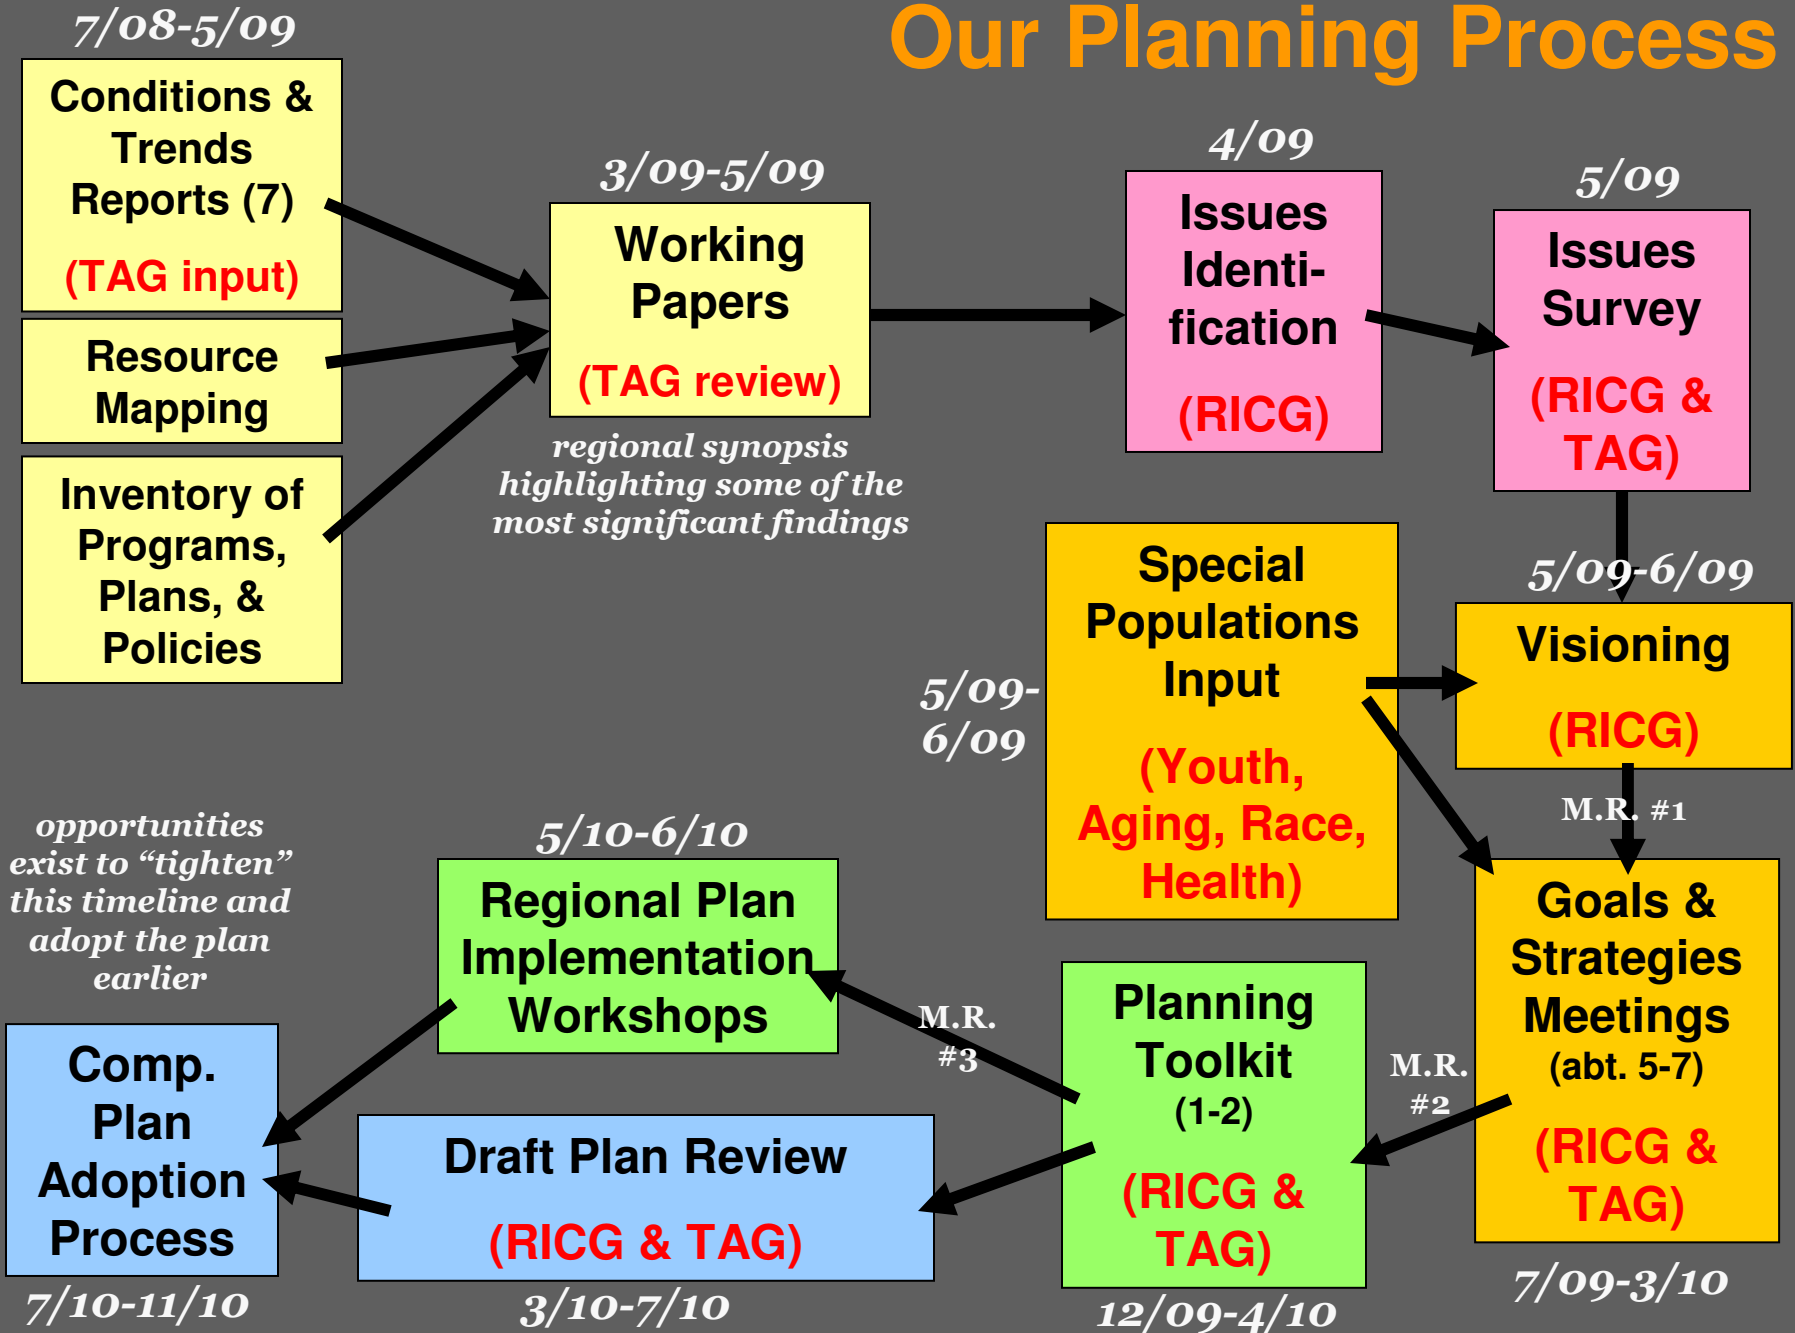 Our Planning Process
7/08-5/09
Conditions &
Trends
Reports (7)
(TAG input)
Resource
Mapping
Inventory of
Programs,
Plans, &
Policies
3/09-5/09
Working
Papers
(TAG review)
regional synopsis
highlighting some of the
most significant findings
4/09
Issues
Identi-
fication
(RICG)
5/09
Issues
Survey
(RICG &
TAG)
5/09-
6/09
Special
Populations
Input
(Youth,
Aging, Race,
Health)
5/09-6/09
Visioning
(RICG)
M.R. #1
Goals &
Strategies
Meetings
(abt. 5-7)
(RICG &
TAG)
7/09-3/10
M.R.
#2
Planning
Toolkit
(1-2)
(RICG &
TAG)
12/09-4/10
M.R.
#3
5/10-6/10
Regional Plan
Implementation
Workshops
Draft Plan Review
(RICG & TAG)
3/10-7/10
opportunities
exist to “tighten”
this timeline and
adopt the plan
earlier
Comp.
Plan
Adoption
Process
7/10-11/10